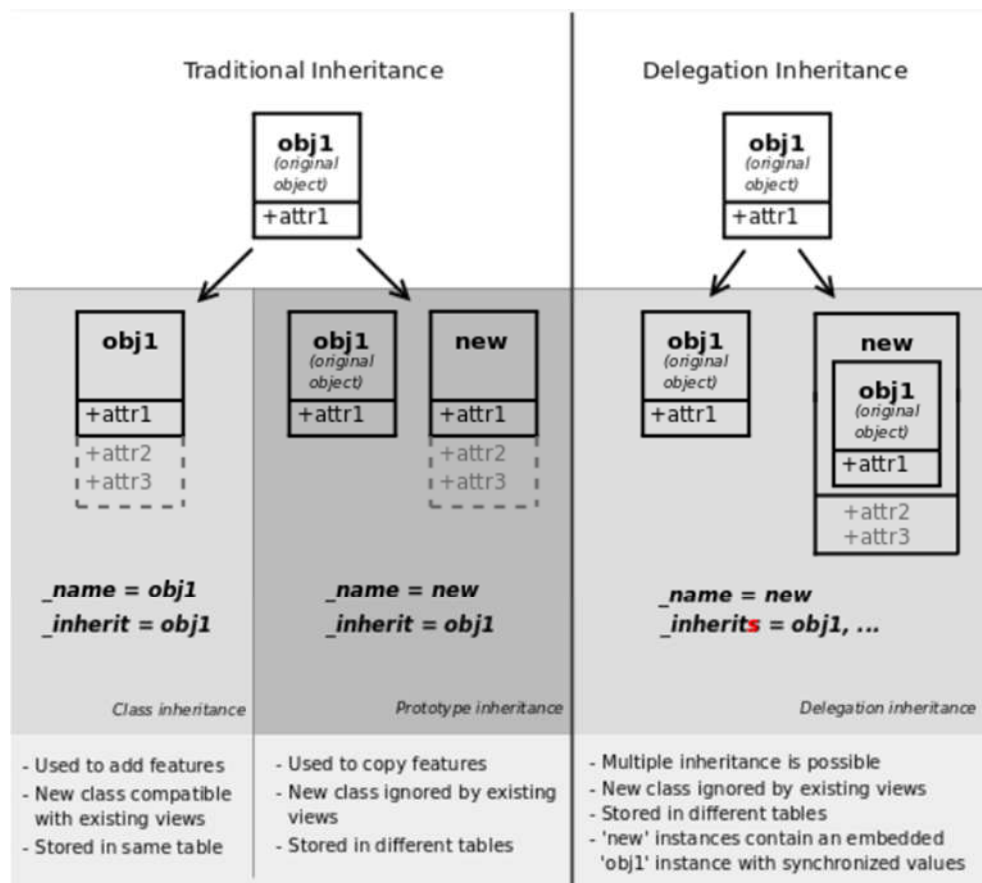 Traditional Inheritance
Delegation Inheritance
obj1
(original
object)
+attr1
obj1
(original
object)
+attr1
obj1
+attr1
+attr2
+attr3
obj1
(original
object)
+attr1
new
+attr1
+attr2
+attr3
obj1
(original
object)
+attr1
new
obj1
(original
object)
+attr1
+attr2
+attr3
_name = obj1
_inherit = obj1
_name = new
_inherit = obj1
_name = new
_inherits = obj1, ...
Class inheritance
Prototype inheritance
Delegation inheritance
- Used to add features
- New class compatible
with existing views
- Stored in same table
- Used to copy features
- New class ignored by existing
views
- Stored in different tables
- Multiple inheritance is possible
- New class ignored by existing views
- Stored in different tables
- 'new' instances contain an embedded
'obj1' instance with synchronized values